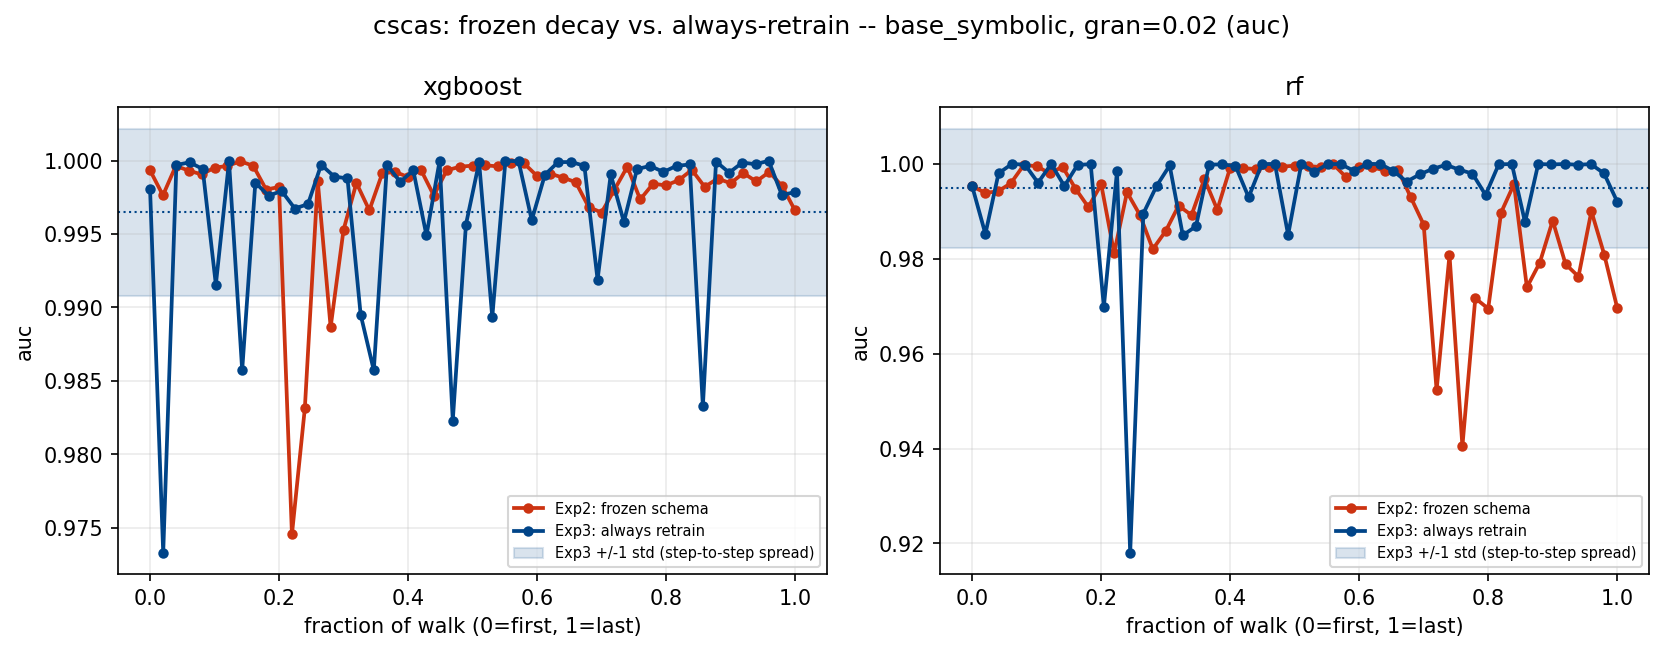 cscas: frozen decay vs. always-retrain -- base_symbolic, gran=0.02 (auc)
xgboost
auc
1.000
0.995
0.990
0.985
0.980
0.975
0.0 0.2 0.4 0.6 0.8 1.0
fraction of walk (0=first, 1=last)
Exp2: frozen schema
Exp3: always retrain
Exp3 +/-1 std (step-to-step spread)
rf
auc
1.00
0.98
0.96
0.94
0.92
0.0 0.2 0.4 0.6 0.8 1.0
fraction of walk (0=first, 1=last)
Exp2: frozen schema
Exp3: always retrain
Exp3 +/-1 std (step-to-step spread)